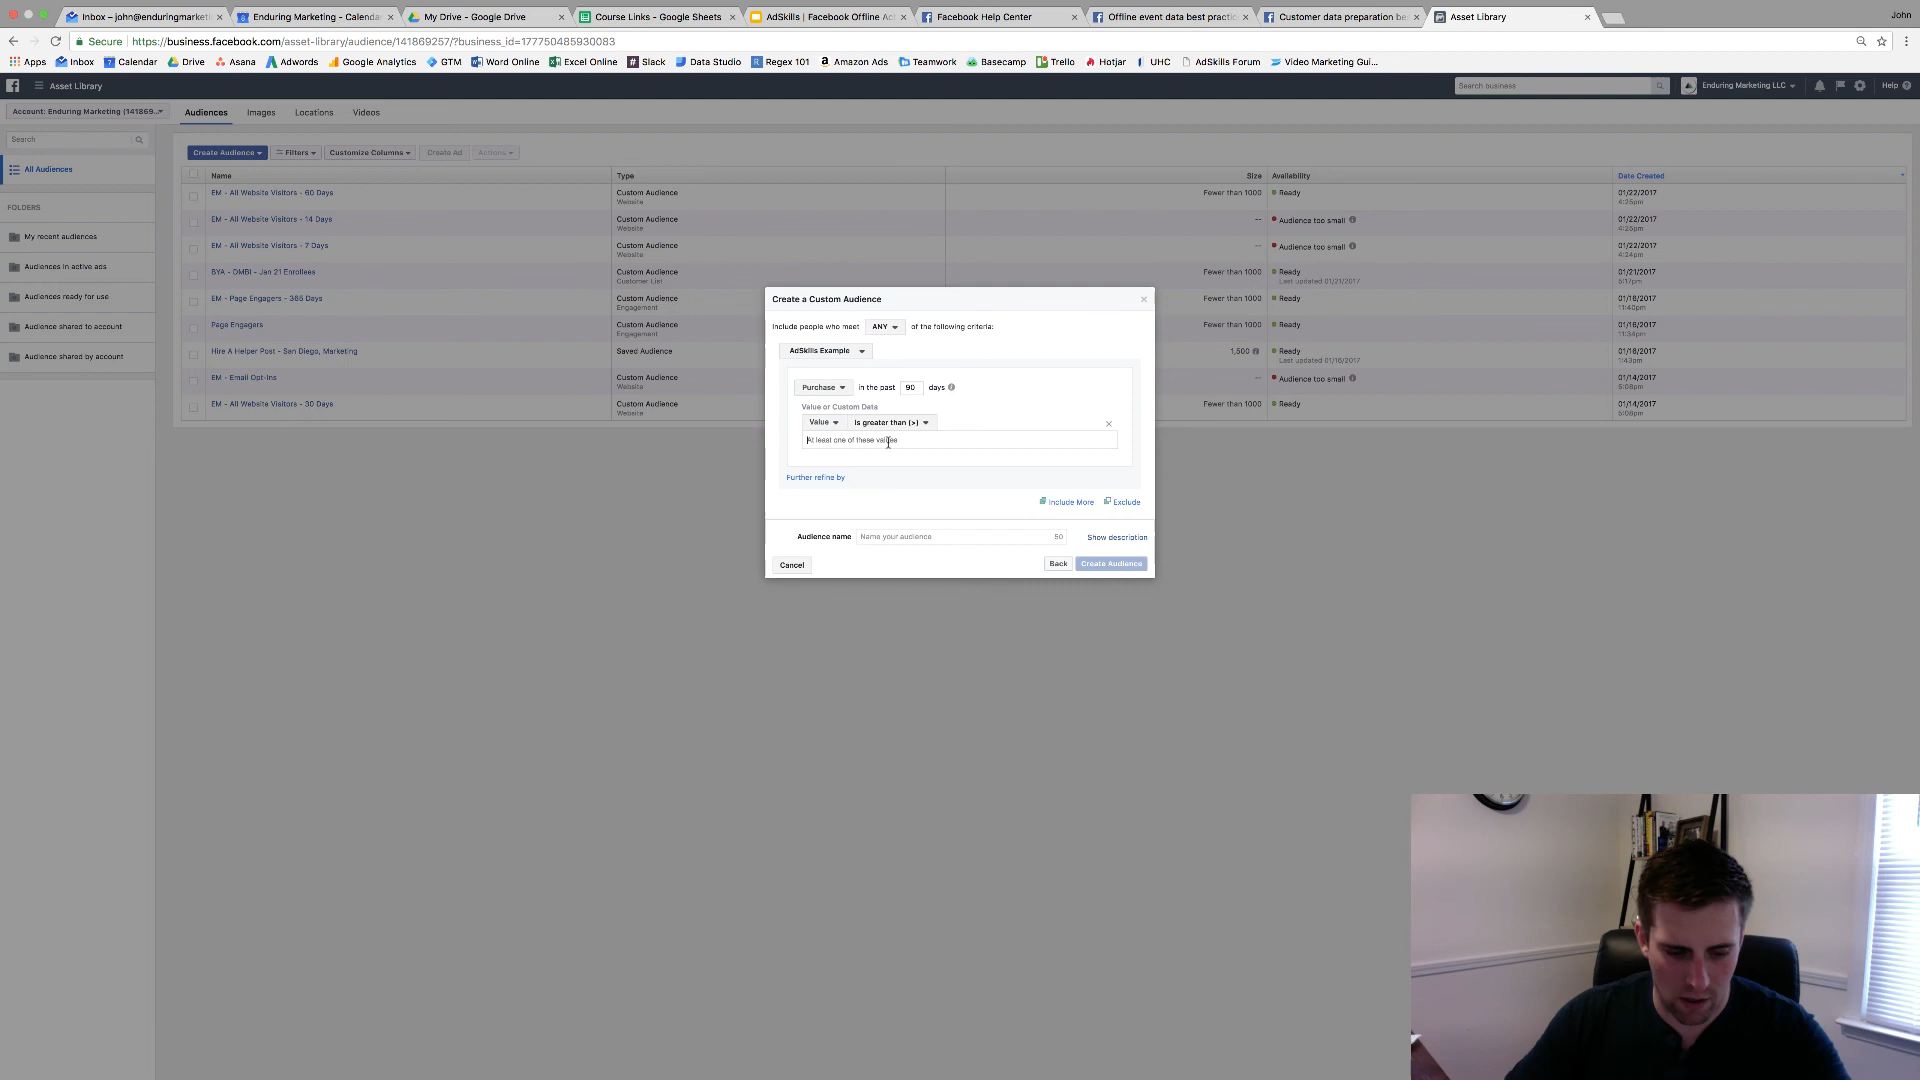 Inbox – john@enduringmarketi
Enduring Marketing - Calenda
My Drive - Google Drive
Course Links - Google Sheets
AdSkills | Facebook Offline Ac
Facebook Help Center
Offline event data best practic
Customer data preparation be
Asset Library
John
Secure
https://business.facebook.com/asset-library/audience/141869257/?business_id=177750485930083
Apps
Inbox
Calendar
Drive
Asana
Adwords
Google Analytics
GTM
Word Online
Excel Online
Slack
Data Studio
Regex 101
Amazon Ads
Teamwork
Basecamp
Trello
Hotjar
UHC
AdSkills Forum
Video Marketing Gui...
Asset Library
Search business
Enduring Marketing LLC
Help
Account: Enduring Marketing (141869...
Audiences
Images
Locations
Videos
Search
All Audiences
FOLDERS
My recent audiences
Audiences in active ads
Audiences ready for use
Audience shared to account
Audience shared by account
Create Audience
Filters
Customize Columns
Create Ad
Actions
Name Type Size Availability Date Created
EM - All Website Visitors - 60 Days Custom Audience Fewer than 1000 Ready 01/22/2017
Website 4:25pm
EM - All Website Visitors - 14 Days Custom Audience -- Audience too small 01/22/2017
Website 4:25pm
EM - All Website Visitors - 7 Days Custom Audience -- Audience too small 01/22/2017
Website 4:24pm
BYA - DMBI - Jan 21 Enrollees Custom Audience Fewer than 1000 Ready 01/21/2017
Customer List Last updated 01/21/2017 5:17pm
EM - Page Engagers - 365 Days Custom Audience Fewer than 1000 Ready 01/16/2017
Engagement 11:40pm
Page Engagers Custom Audience Fewer than 1000 Ready 01/16/2017
Engagement 11:34pm
Hire A Helper Post - San Diego, Marketing Saved Audience 1,500 Ready 01/16/2017
Last updated 01/16/2017 1:43pm
EM - Email Opt-Ins Custom Audience -- Audience too small 01/14/2017
Website 5:08pm
EM - All Website Visitors - 30 Days Custom Audience Fewer than 1000 Ready 01/14/2017
Website 5:08pm
Create a Custom Audience
Include people who meet ANY of the following criteria:
AdSkills Example
Purchase in the past 90 days
Value or Custom Data
Value is greater than (>)
At least one of these values
Further refine by
Include More Exclude
Audience name Name your audience 50 Show description
Cancel Back Create Audience